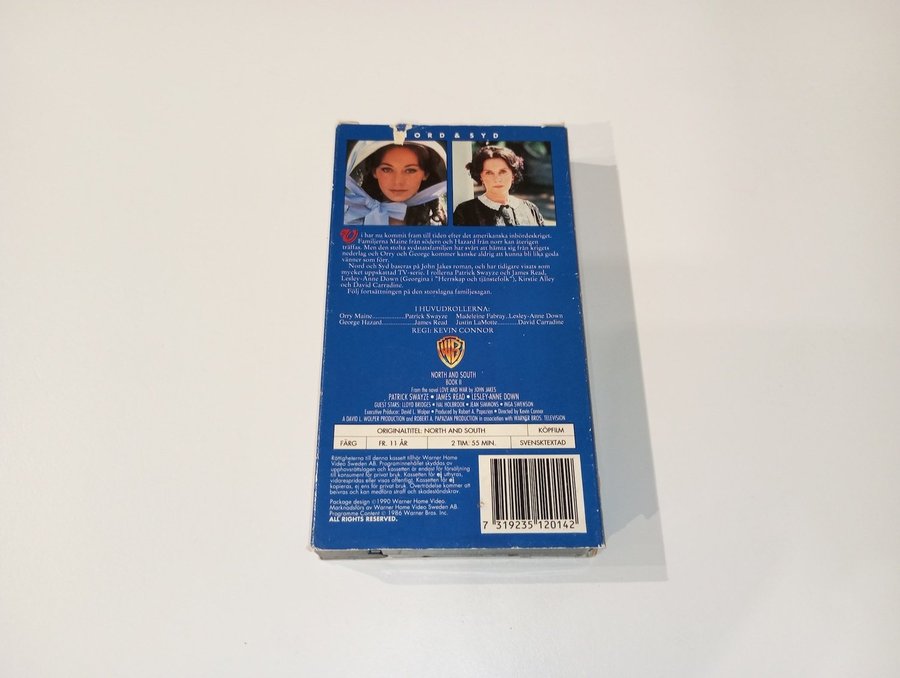 ORD & SYD
Vi har nu kommit fram till tiden efter det amerikanska inbördeskriget.
Familjerna Maine från södern och Hazard från norr kan återigen
träffas. Men den stolta sydstatsfamiljen har svårt att hämta sig från krigets
nederlag och Orry och George kommer kanske aldrig att kunna bli lika goda
vänner som förr.
Nord och Syd baseras på John Jakes roman, och har tidigare visats som
mycket uppskattad TV-serie. I rollerna Patrick Swayze och James Read,
Lesley-Anne Down (Georgina i "Herrskap och tjänstefolk"), Kirstie Alley
och David Carradine.
Följ fortsättningen på den storslagna familjesagan.
I HUVUDROLLERNA:
Orry Maine....................Patrick Swayze Madeleine Fabray..Lesley-Anne Down
George Hazard....................James Read Justin LaMotte...........David Carradine
REGI: KEVIN CONNOR
WB
NORTH AND SOUTH
BOOK II
From the novel LOVE AND WAR by JOHN JAKES
PATRICK SWAYZE • JAMES READ • LESLEY-ANNE DOWN
GUEST STARS: LLOYD BRIDGES • HAL HOLBROOK • JEAN SIMMONS • INGA SWENSON
Executive Producer: David L. Wolper • Produced by Robert A. Papazian • Directed by Kevin Connor
A DAVID L. WOLPER PRODUCTION and ROBERT A. PAPAZIAN PRODUCTION in association with WARNER BROS. TELEVISION
ORIGINALTITEL: NORTH AND SOUTH KÖPFILM
FÄRG FR. 11 ÅR 2 TIM. 55 MIN. SVENSKTEXTAD
Rättigheterna till denna kassett tillhör Warner Home
Video Sweden AB. Programinnehållet skyddas av
upphovsrättslagen och kassetten är endast för försäljning
till konsument för privat bruk. Kassetten får ej uthyras,
vidarespridas eller visas offentligt. Kassetten får ej
kopieras, ej ens för privat bruk. Överträdelse kommer att
beivras och kan medföra straff och skadeståndskrav.
Package design ©1990 Warner Home Video.
Marknadsförs av Warner Home Video Sweden AB.
Programme Content © 1986 Warner Bros. Inc.
ALL RIGHTS RESERVED.
7 319235 120142